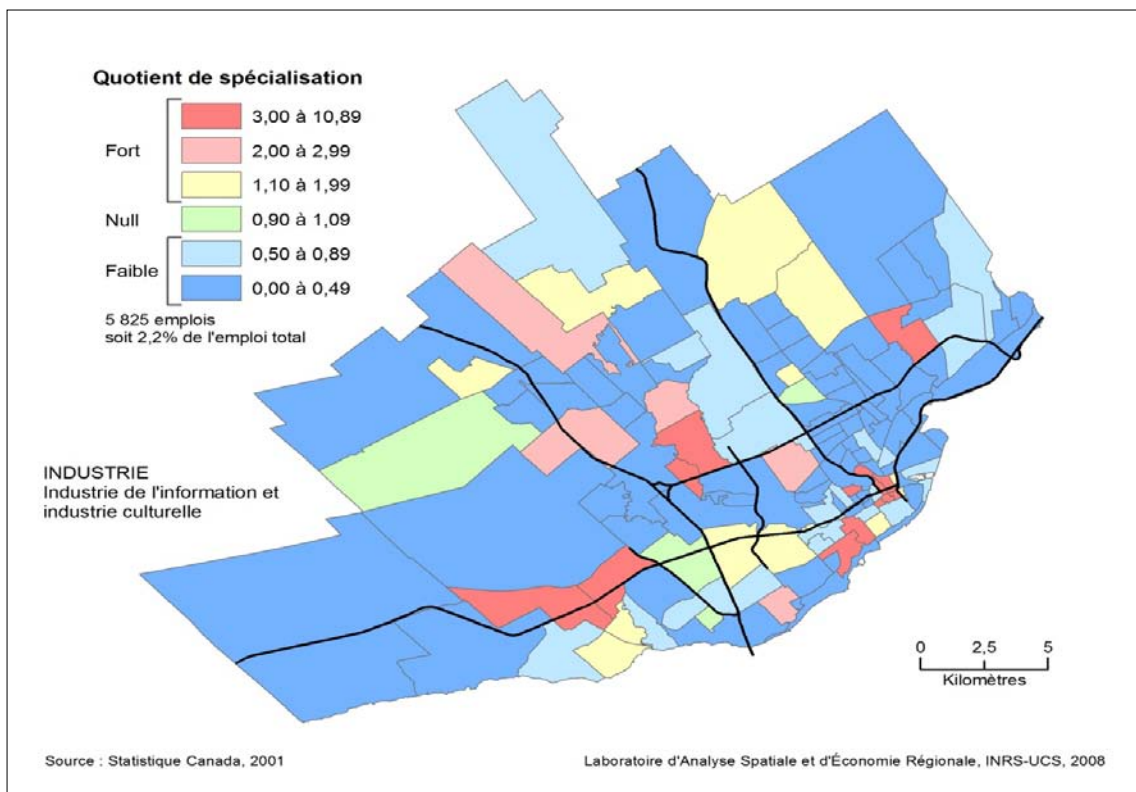 Quotient de spécialisation
Fort
3,00 à 10,89
2,00 à 2,99
1,10 à 1,99
Null
0,90 à 1,09
Faible
0,50 à 0,89
0,00 à 0,49
5 825 emplois
soit 2,2% de l'emploi total
INDUSTRIE
Industrie de l'information et
industrie culturelle
0 2,5 5
Kilomètres
Source : Statistique Canada, 2001
Laboratoire d'Analyse Spatiale et d'Économie Régionale, INRS-UCS, 2008